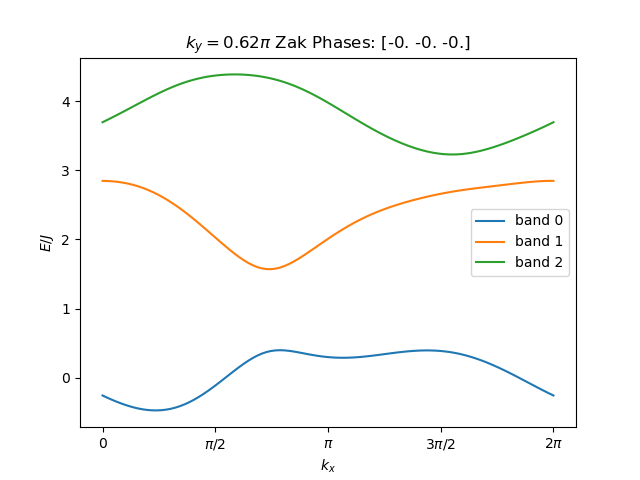 $k_y = 0.62\pi$ Zak Phases: [-0. -0. -0.]
E/J
4
3
2
1
0
band 0
band 1
band 2
0
π/2
π
3π/2
2π
$k_x$